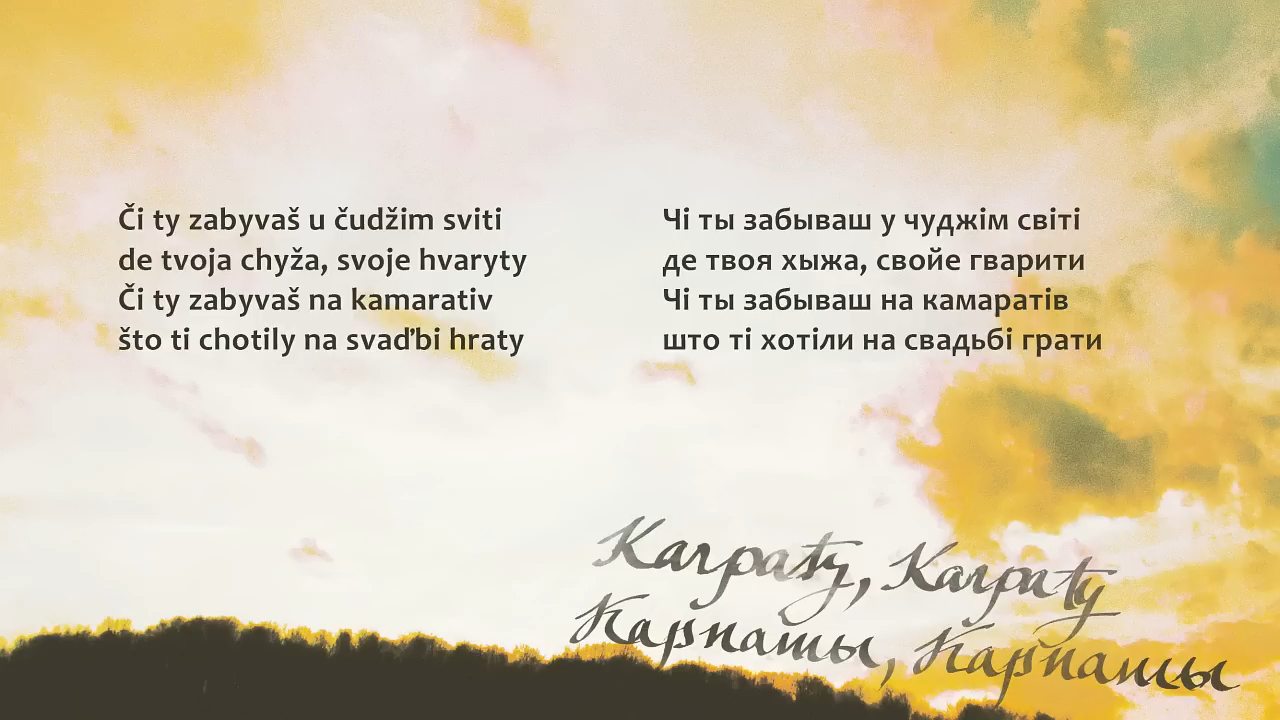 Či ty zabyvaš u čudžim sviti
de tvoja chyža, svoje hvaryty
Či ty zabyvaš na kamarativ
što ti chotily na svaďbi hraty
Чі ты забываш у чуджім світі
де твоя хыжа, свойе гварити
Чі ты забываш на камаратів
што ті хотіли на свадьбі грати
Karpaty, Karpaty
Карпаты, Карпаты